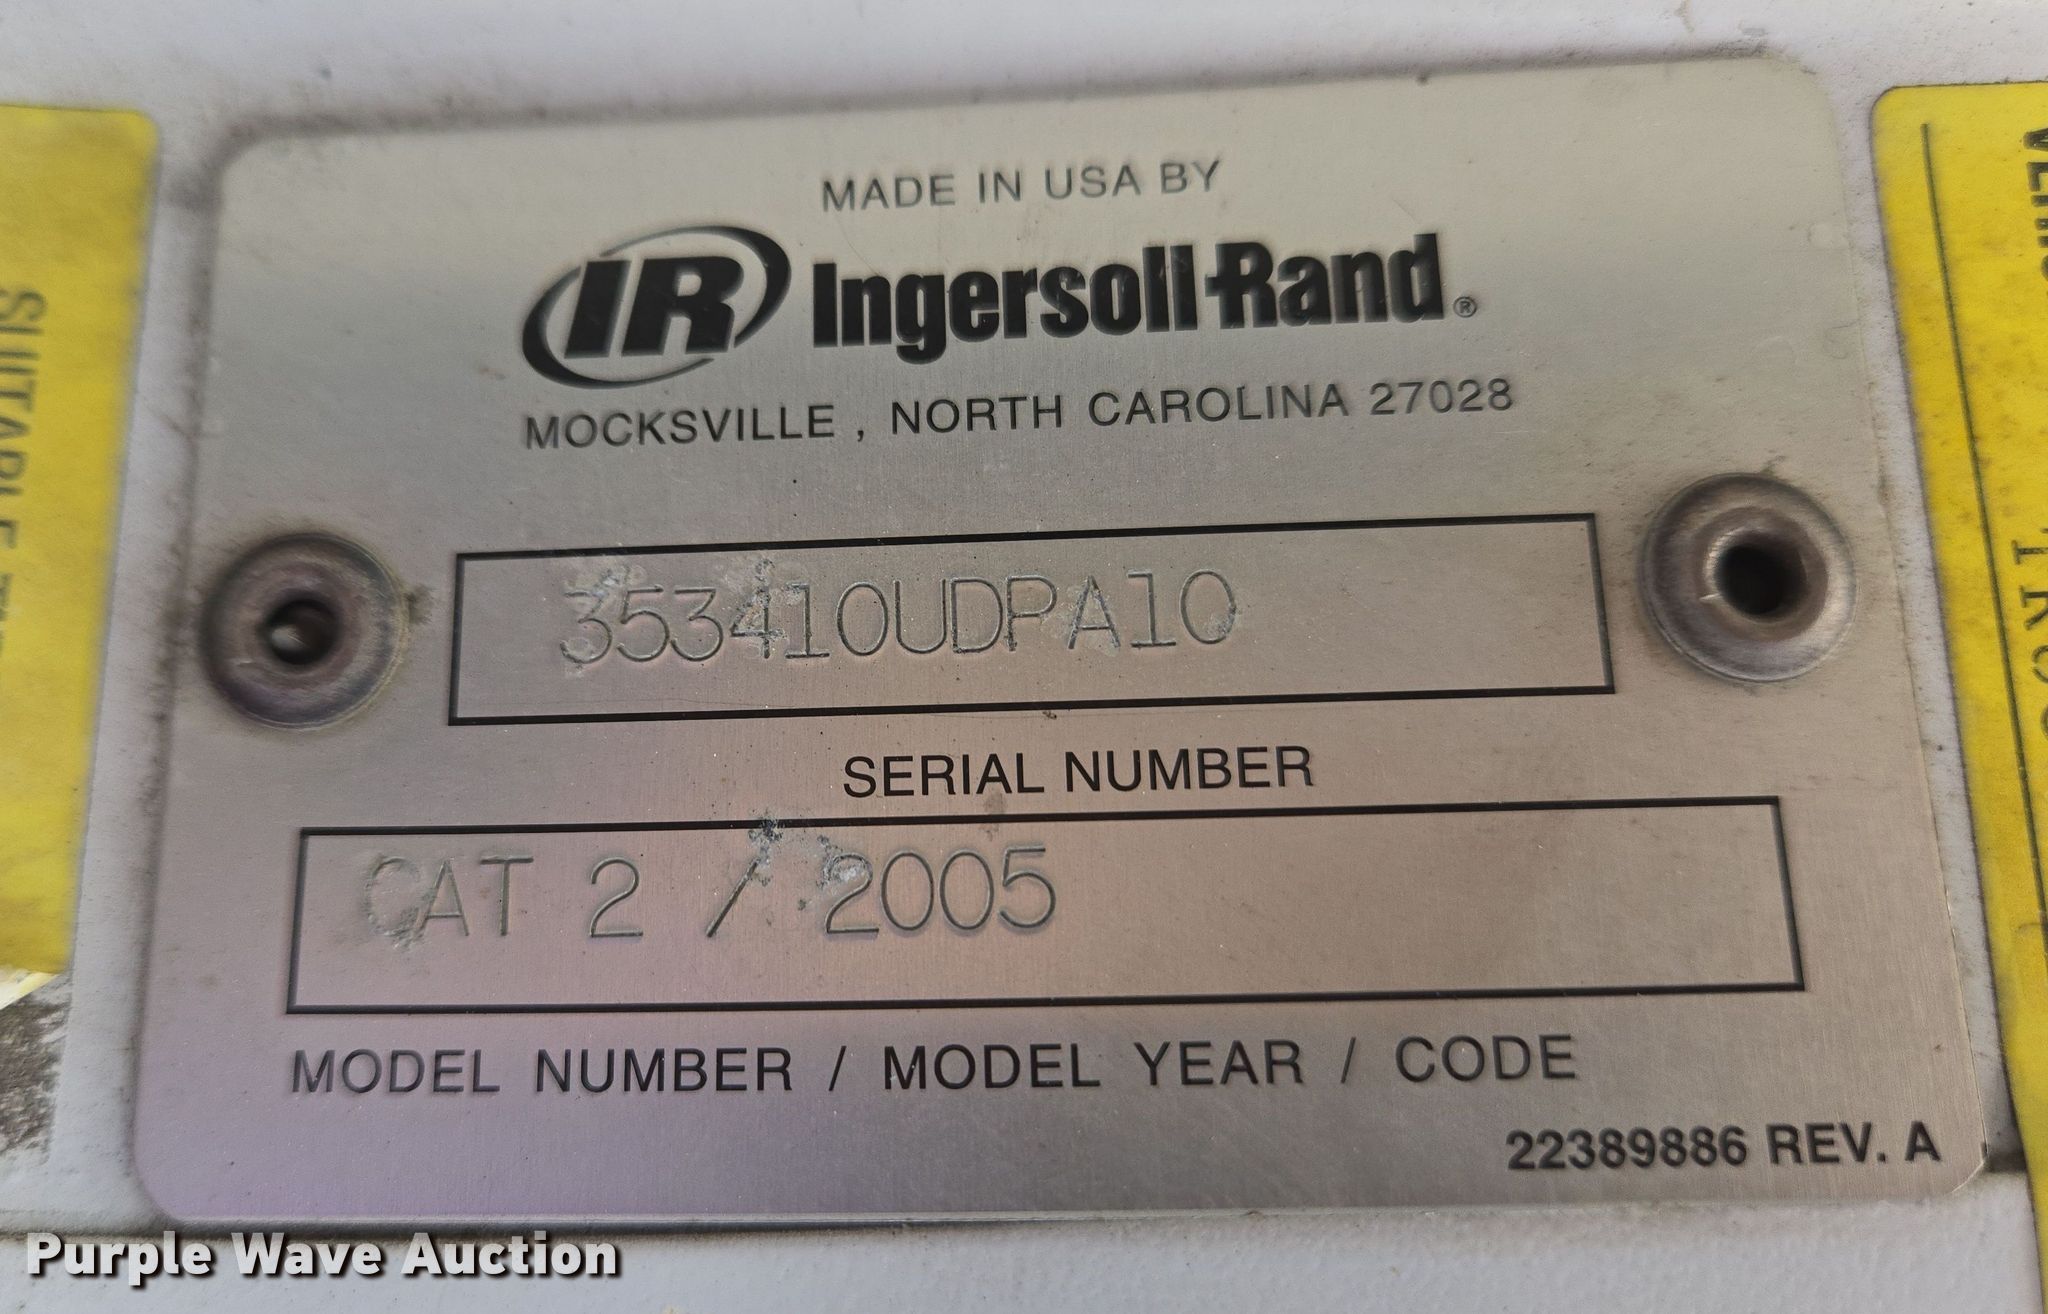 MADE IN USA BY
IR Ingersoll-Rand®
MOCKSVILLE , NORTH CAROLINA 27028
353410UDPA10
SERIAL NUMBER
CAT 2 / 2005
MODEL NUMBER / MODEL YEAR / CODE
22389886 REV. A
SUITABLE
Purple Wave Auction